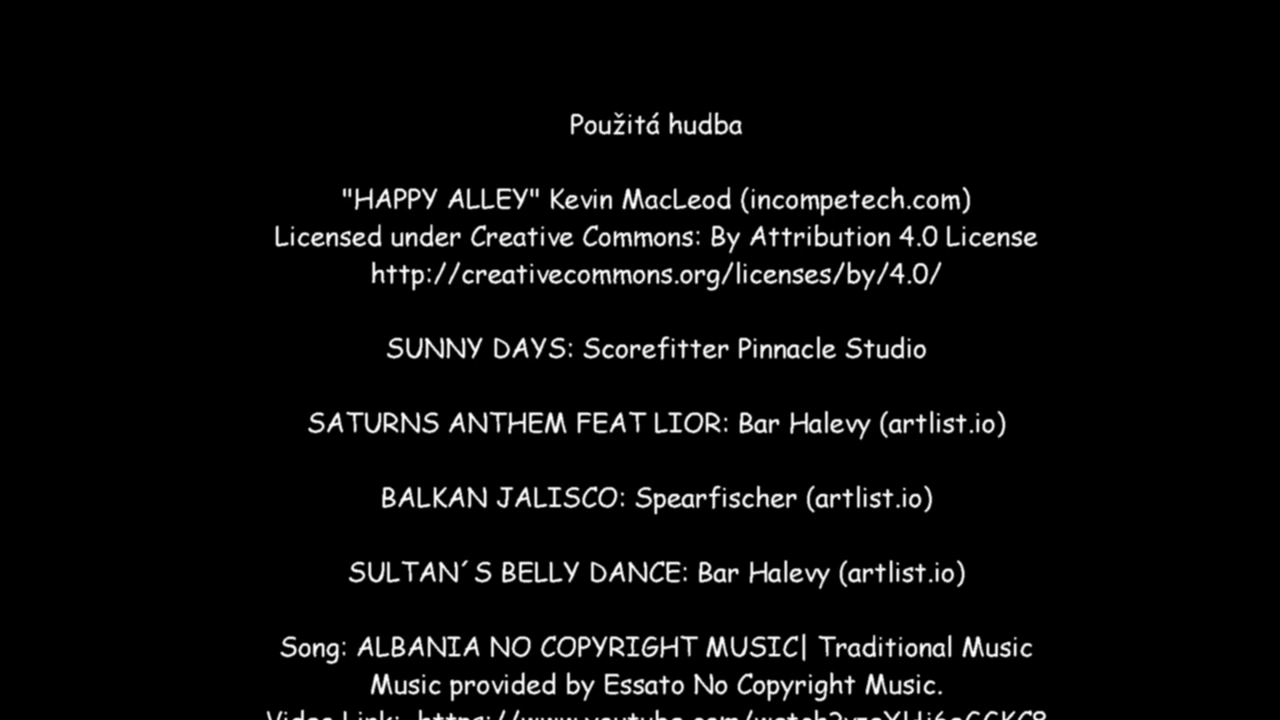 Použitá hudba
"HAPPY ALLEY" Kevin MacLeod (incompetech.com)
Licensed under Creative Commons: By Attribution 4.0 License
http://creativecommons.org/licenses/by/4.0/
SUNNY DAYS: Scorefitter Pinnacle Studio
SATURNS ANTHEM FEAT LIOR: Bar Halevy (artlist.io)
BALKAN JALISCO: Spearfischer (artlist.io)
SULTAN´S BELLY DANCE: Bar Halevy (artlist.io)
Song: ALBANIA NO COPYRIGHT MUSIC| Traditional Music
Music provided by Essato No Copyright Music.
Video Link: